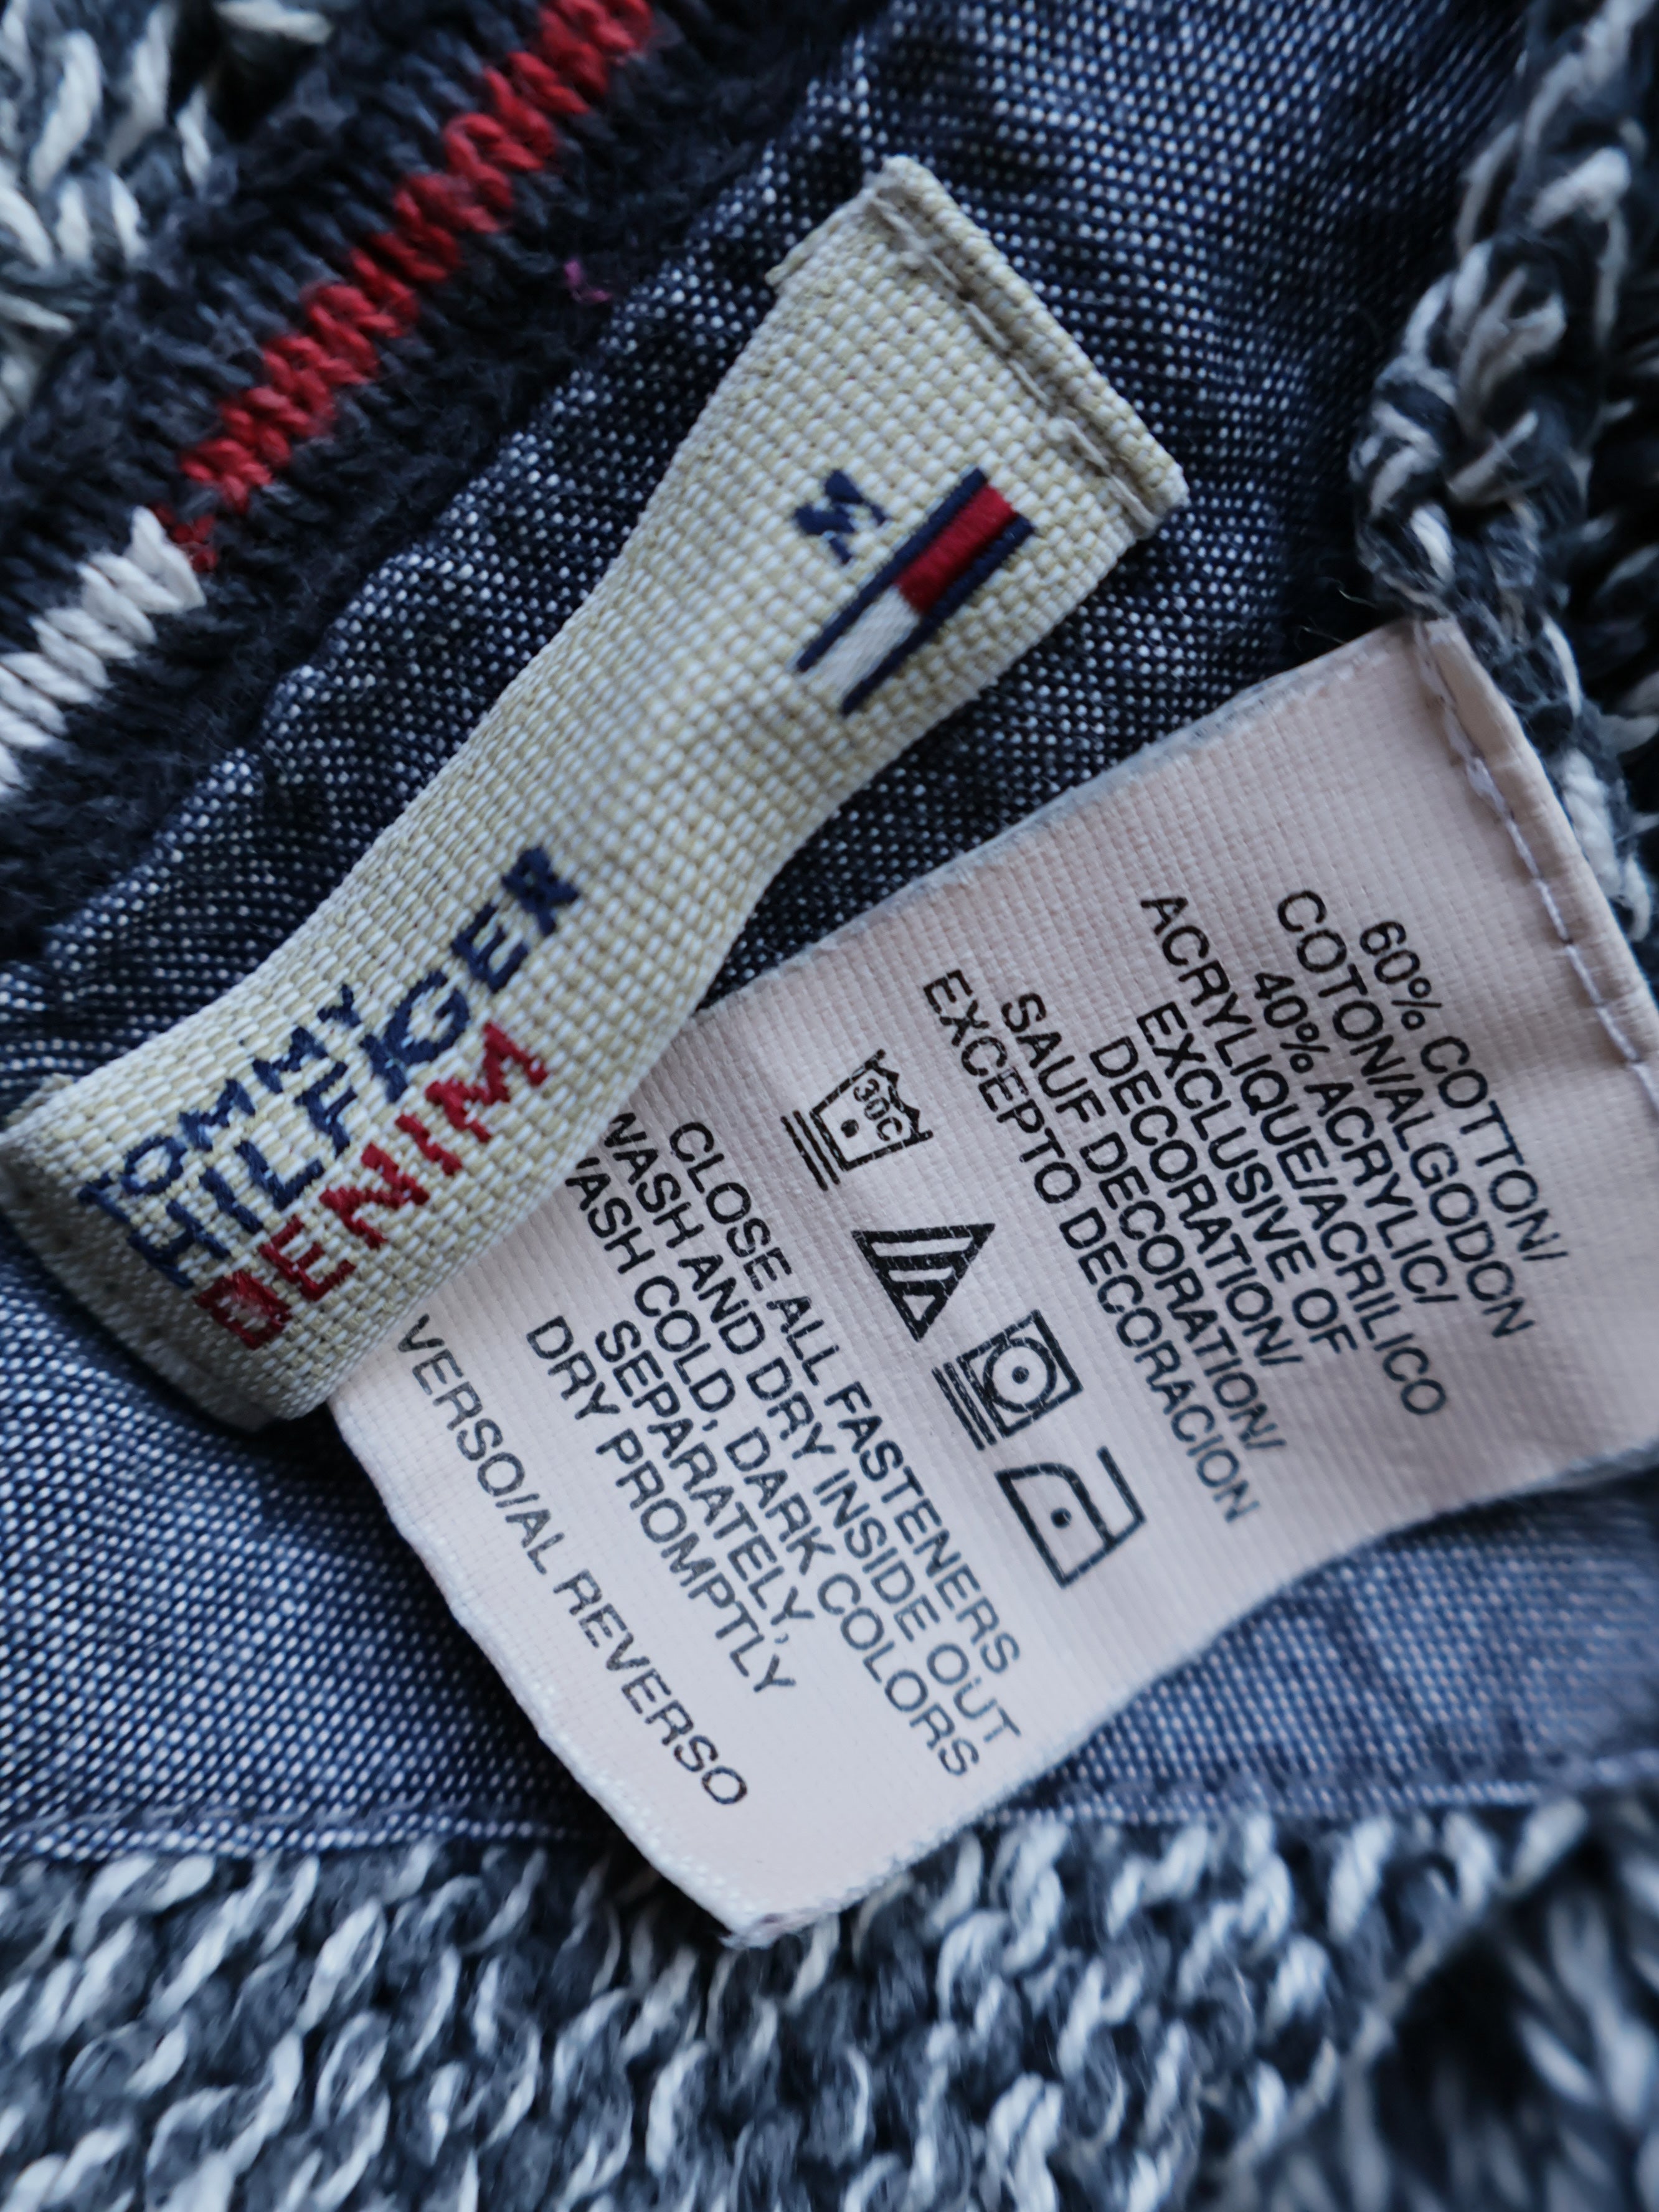 M
TOMMY
HILFIGER
DENIM
60% COTTON/
COTON/ALGODON
40% ACRYLIC/
ACRYLIQUE/ACRILICO
EXCLUSIVE OF
DECORATION/
SAUF DECORATION/
EXCEPTO DECORACION
30C
CLOSE ALL FASTENERS
WASH AND DRY INSIDE OUT
WASH COLD, DARK COLORS
SEPARATELY,
DRY PROMPTLY
VERSO/AL REVERSO